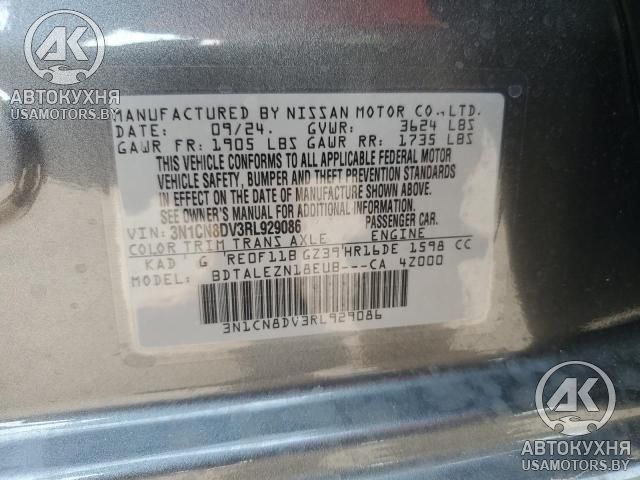 АК
АВТОКУХНЯ
USAMOTORS.BY
MANUFACTURED BY NISSAN MOTOR CO.,LTD.
DATE: 09/24. GVWR: 3624 LBS
GAWR FR: 1905 LBS GAWR RR: 1735 LBS
THIS VEHICLE CONFORMS TO ALL APPLICABLE FEDERAL MOTOR
VEHICLE SAFETY, BUMPER AND THEFT PREVENTION STANDARDS
IN EFFECT ON THE DATE OF MANUFACTURE SHOWN ABOVE.
SEE OWNER'S MANUAL FOR ADDITIONAL INFORMATION.
VIN: 3N1CN8DV3RL929086 PASSENGER CAR.
COLOR TRIM TRANS AXLE ENGINE
KAD G RE0F11B GZ39 HR16DE 1598 CC
MODEL: BDTALEZN18EUB---CA 4Z000
3N1CN8DV3RL929086
АК
АВТОКУХНЯ
USAMOTORS.BY